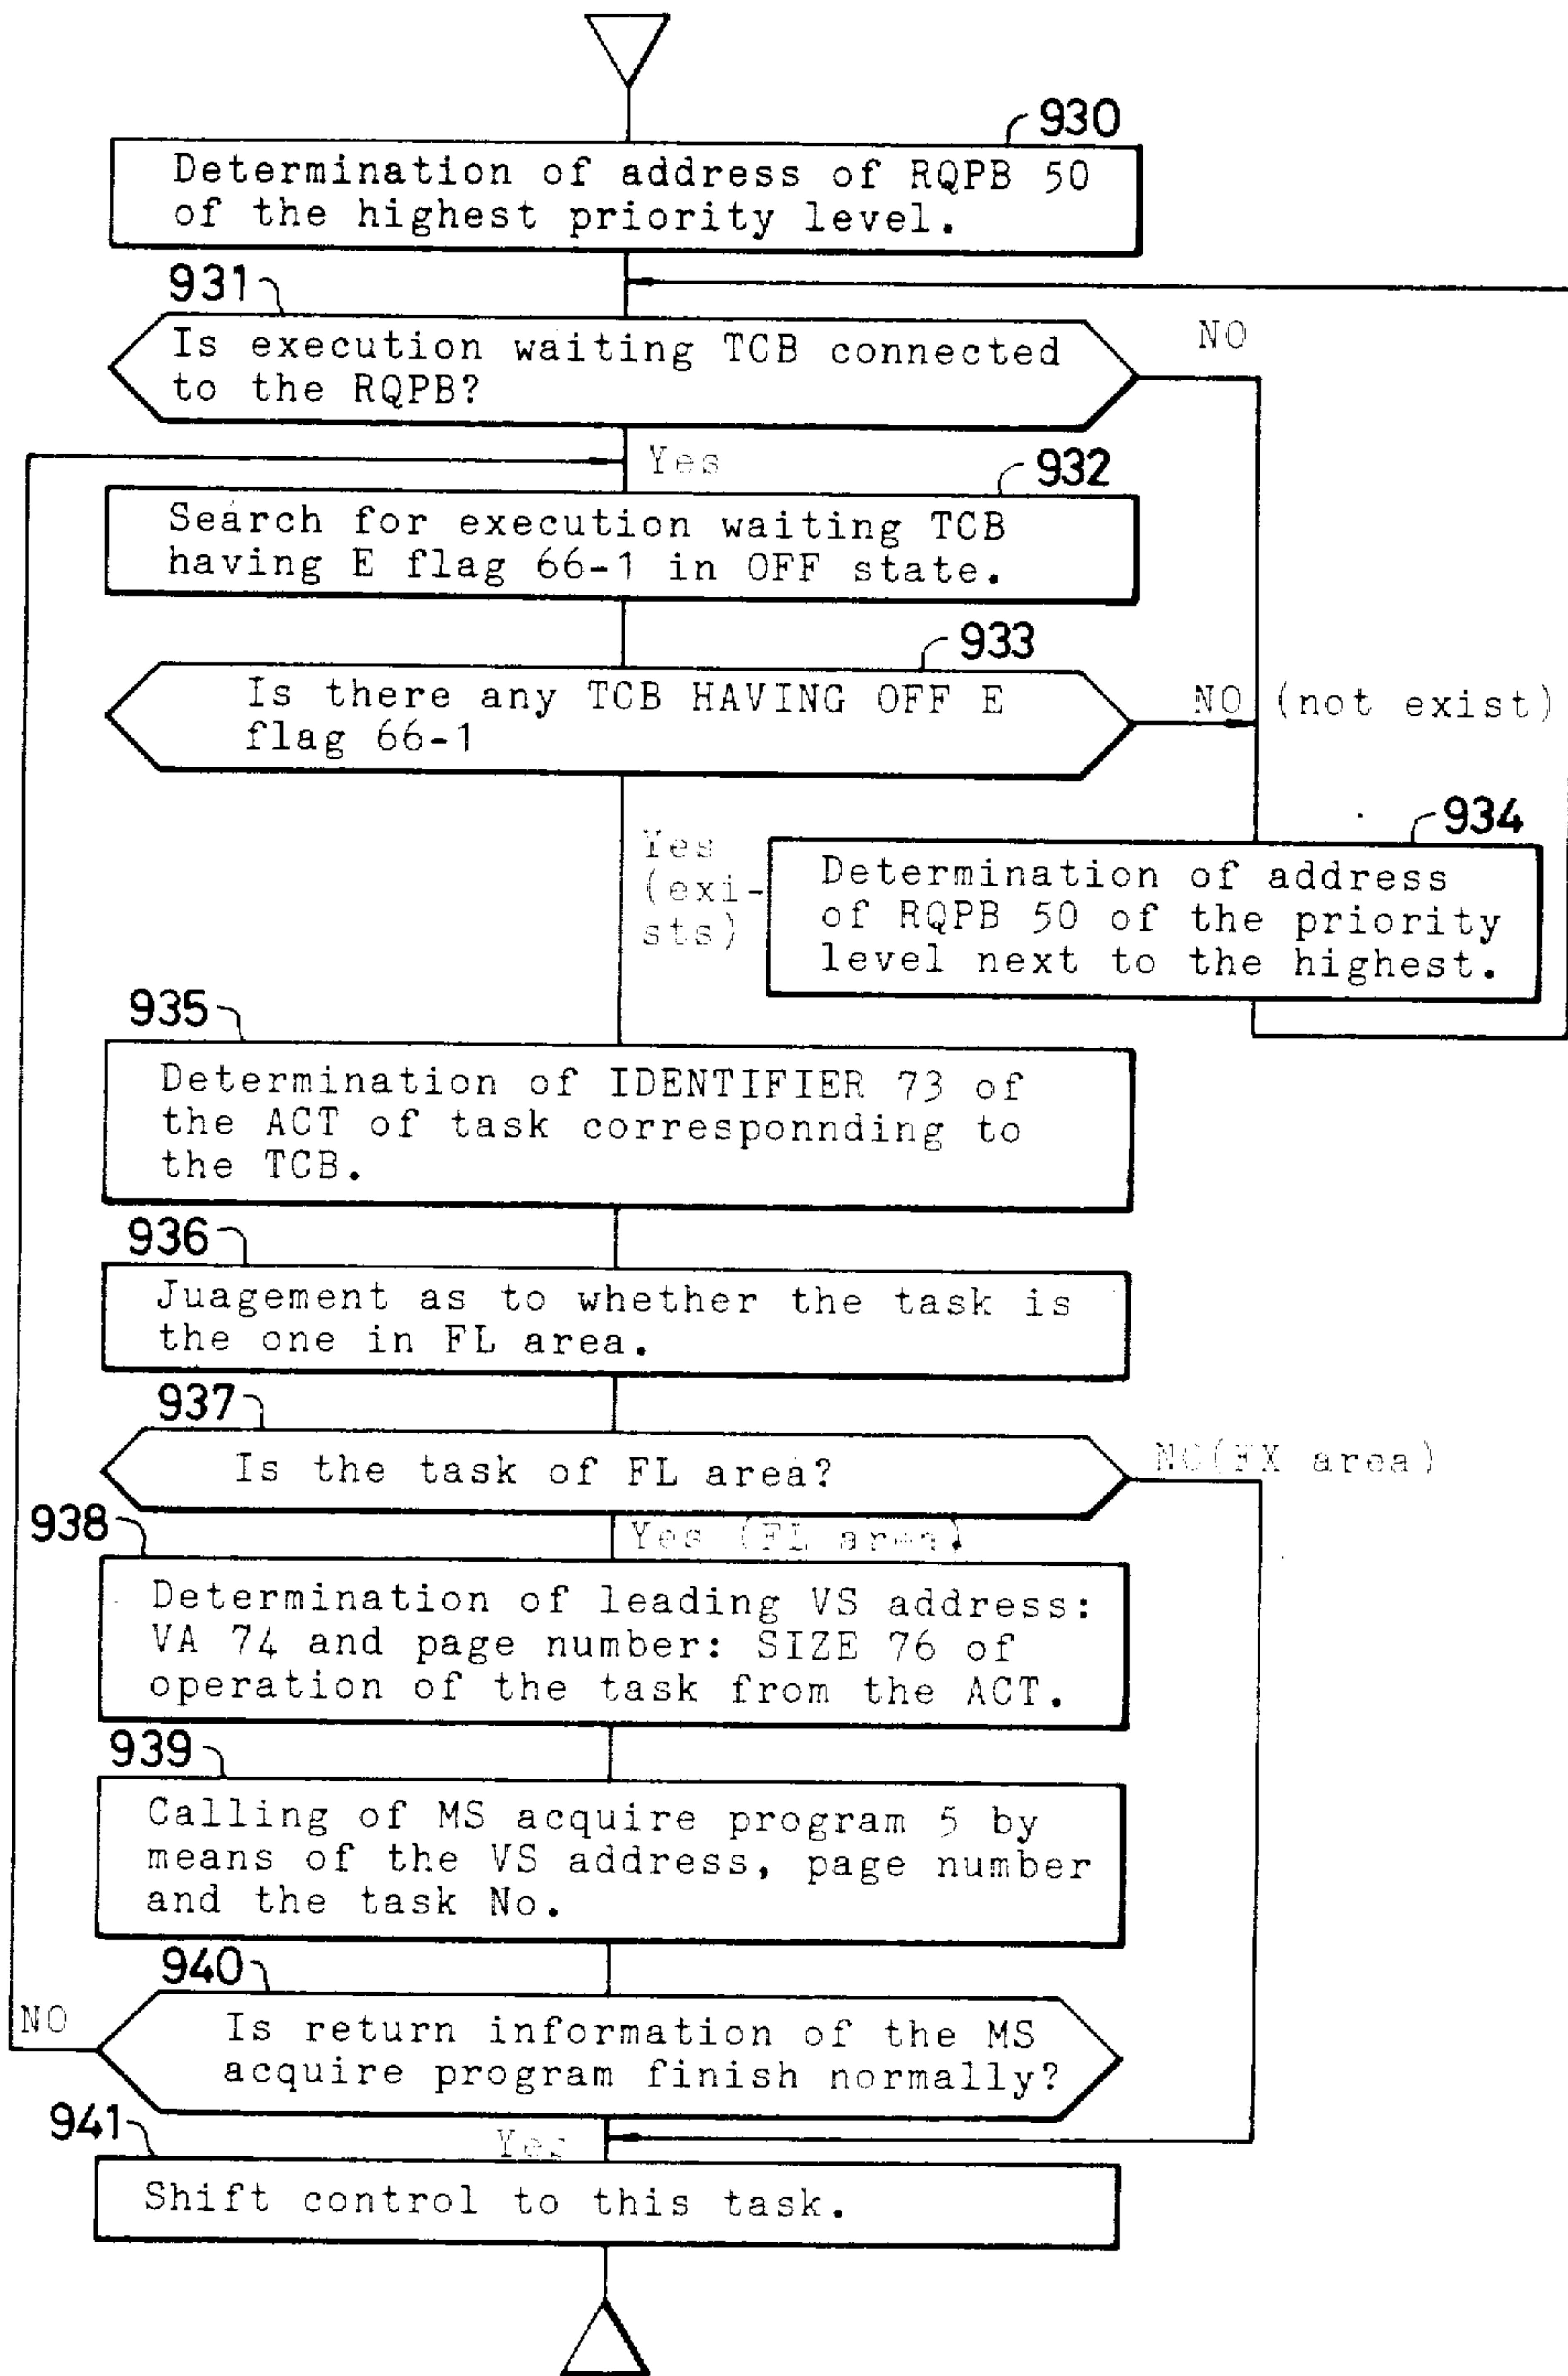 930
Determination of address of RQPB 50
of the highest priority level.
931
Is execution waiting TCB connected
to the RQPB?
NO
Yes
932
Search for execution waiting TCB
having E flag 66-1 in OFF state.
933
Is there any TCB HAVING OFF E
flag 66-1
NO (not exist)
Yes
(exi-
sts)
934
Determination of address
of RQPB 50 of the priority
level next to the highest.
935
Determination of IDENTIFIER 73 of
the ACT of task corresponnding to
the TCB.
936
Juagement as to whether the task is
the one in FL area.
937
Is the task of FL area?
NO(FX area)
Yes (FL area)
938
Determination of leading VS address:
VA 74 and page number: SIZE 76 of
operation of the task from the ACT.
939
Calling of MS acquire program 5 by
means of the VS address, page number
and the task No.
940
Is return information of the MS
acquire program finish normally?
NO
Yes
941
Shift control to this task.